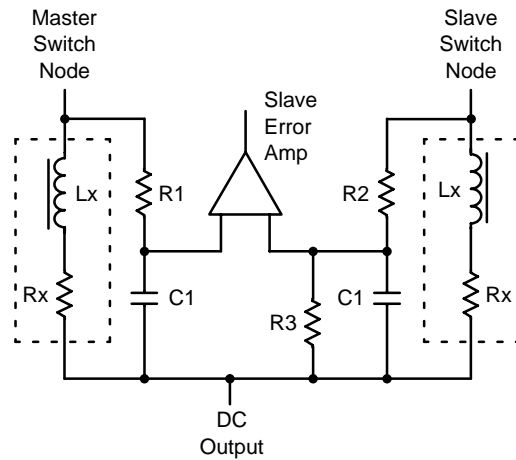 Master
Switch
Node
Slave
Switch
Node
Slave
Error
Amp
Lx
R1
R2
Lx
Rx
C1
R3
C1
Rx
DC
Output